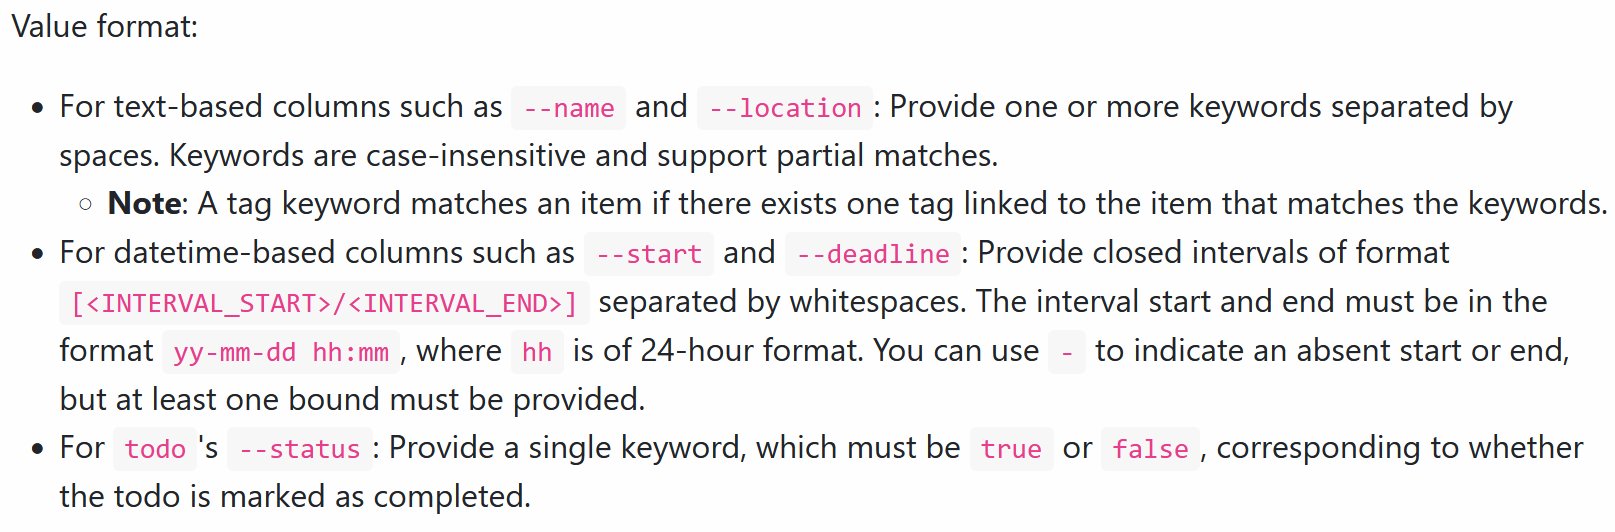 Value format:
• For text-based columns such as --name and --location: Provide one or more keywords separated by
spaces. Keywords are case-insensitive and support partial matches.
◦ Note: A tag keyword matches an item if there exists one tag linked to the item that matches the keywords.
• For datetime-based columns such as --start and --deadline: Provide closed intervals of format
[<INTERVAL_START>/<INTERVAL_END>] separated by whitespaces. The interval start and end must be in the
format yy-mm-dd hh:mm, where hh is of 24-hour format. You can use - to indicate an absent start or end,
but at least one bound must be provided.
• For todo's --status: Provide a single keyword, which must be true or false, corresponding to whether
the todo is marked as completed.